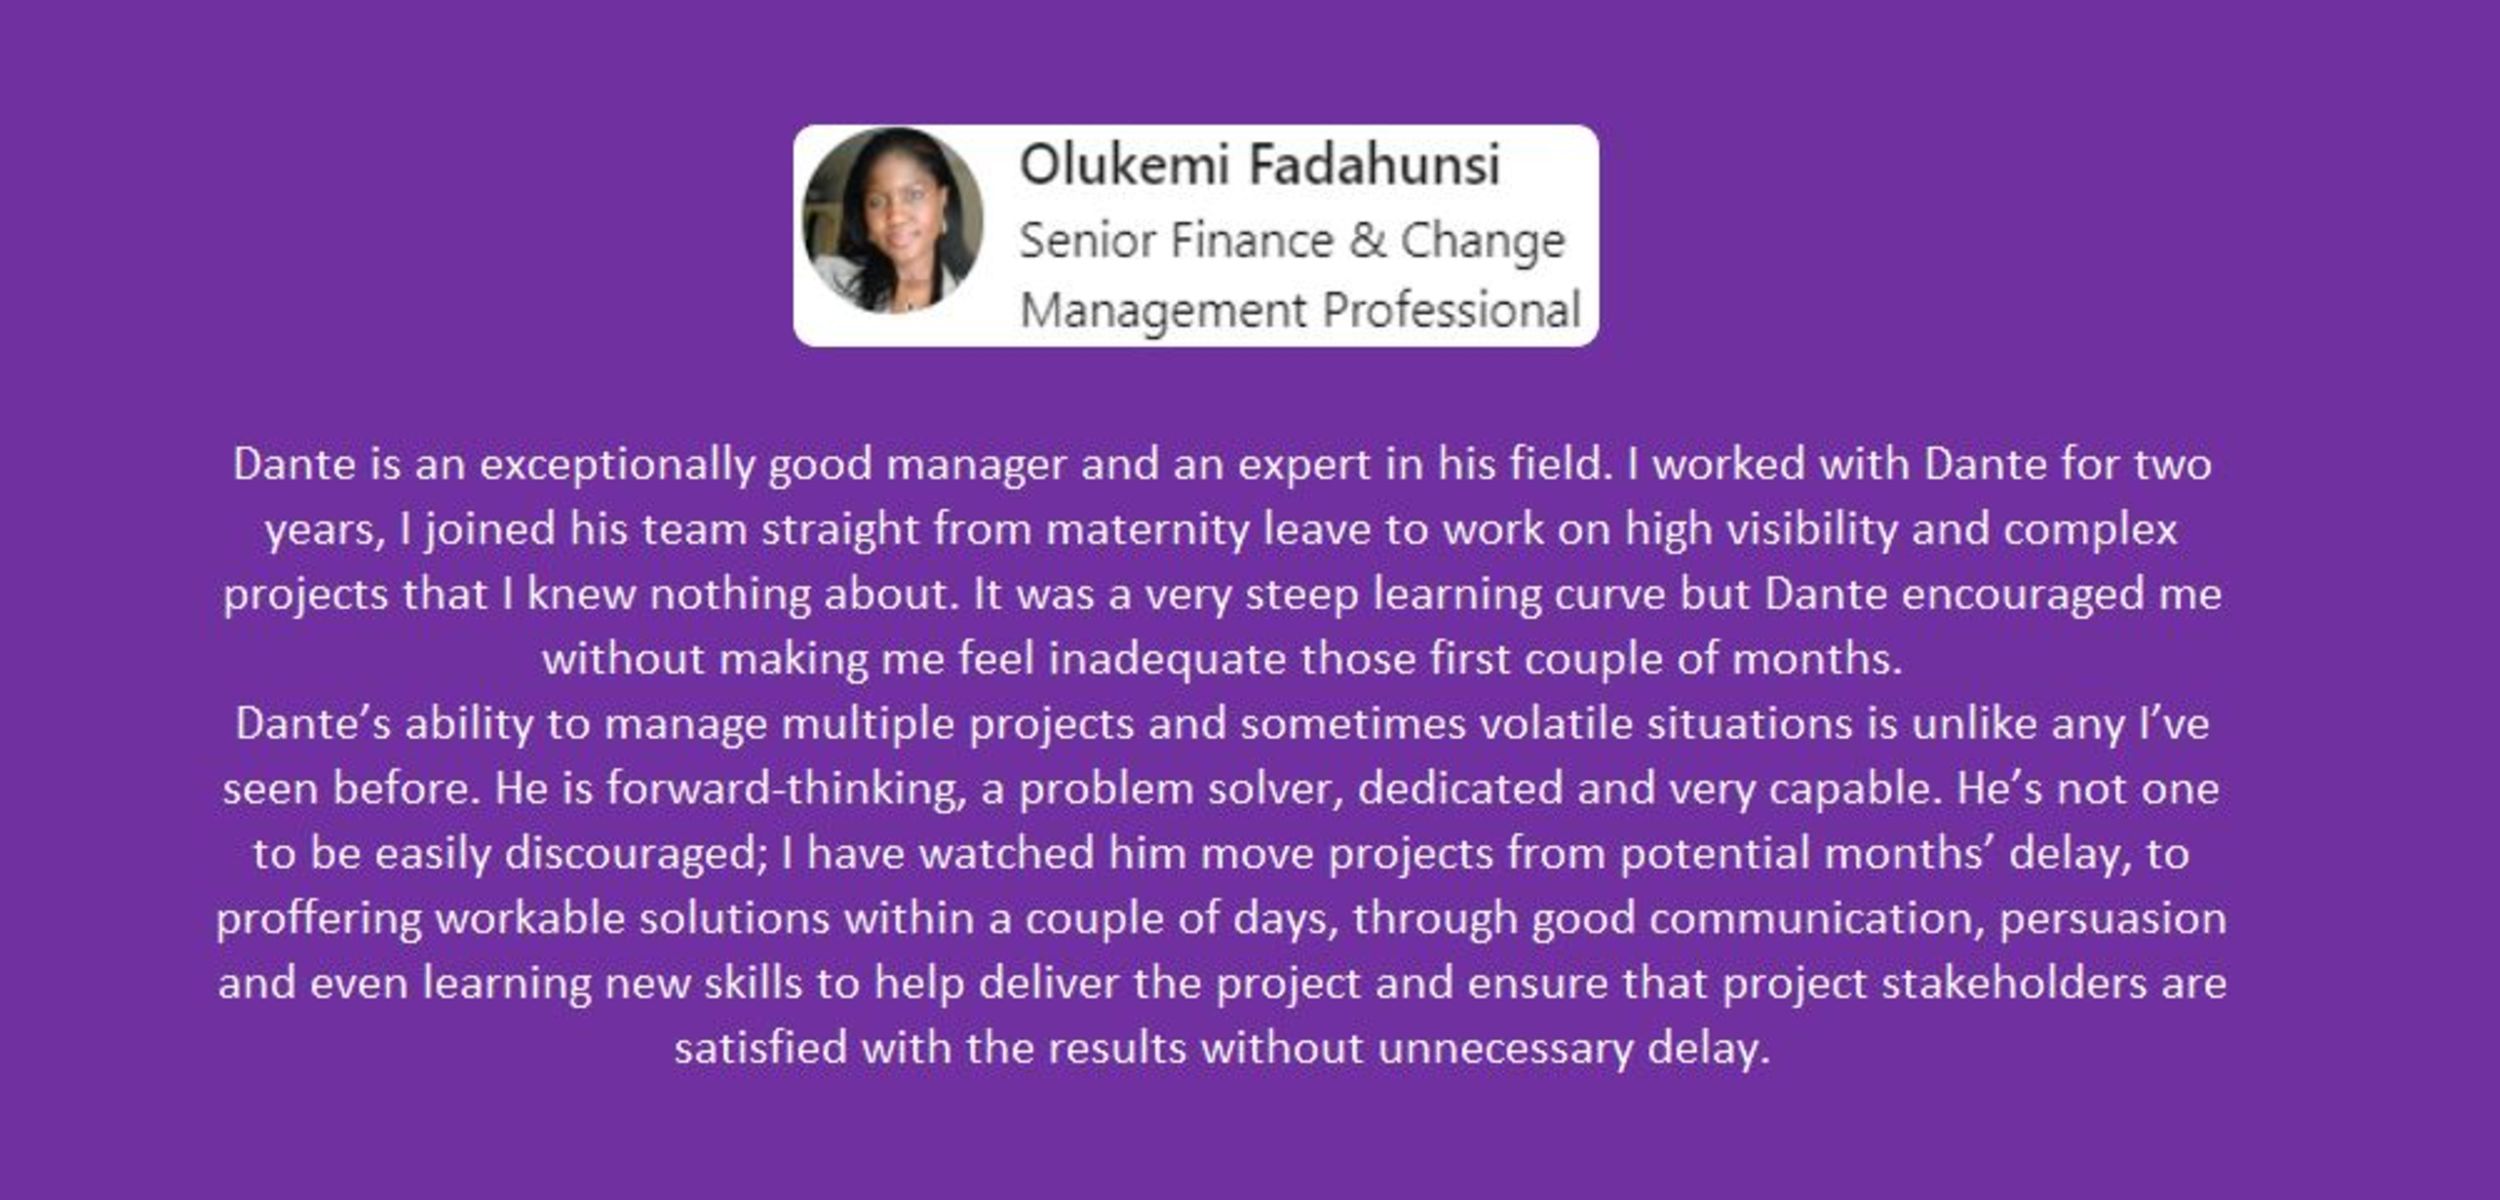 Olukemi Fadahunsi
Senior Finance & Change
Management Professional
Dante is an exceptionally good manager and an expert in his field. I worked with Dante for two
years, I joined his team straight from maternity leave to work on high visibility and complex
projects that I knew nothing about. It was a very steep learning curve but Dante encouraged me
without making me feel inadequate those first couple of months.
Dante’s ability to manage multiple projects and sometimes volatile situations is unlike any I’ve
seen before. He is forward-thinking, a problem solver, dedicated and very capable. He’s not one
to be easily discouraged; I have watched him move projects from potential months’ delay, to
proffering workable solutions within a couple of days, through good communication, persuasion
and even learning new skills to help deliver the project and ensure that project stakeholders are
satisfied with the results without unnecessary delay.